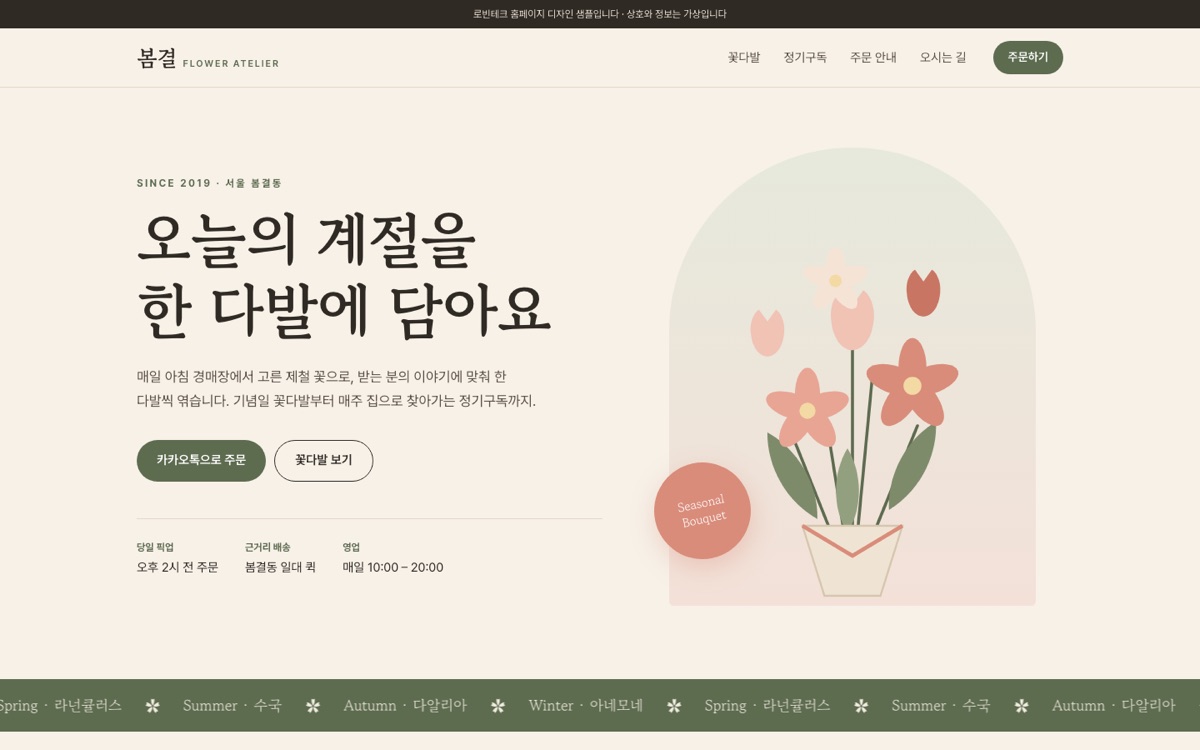 로빈테크 홈페이지 디자인 샘플입니다 · 상호와 정보는 가상입니다
봄결 FLOWER ATELIER
꽃다발 정기구독 주문 안내 오시는 길 주문하기
SINCE 2019 · 서울 봄결동
오늘의 계절을
한 다발에 담아요
매일 아침 경매장에서 고른 제철 꽃으로, 받는 분의 이야기에 맞춰 한
다발씩 엮습니다. 기념일 꽃다발부터 매주 집으로 찾아가는 정기구독까지.
카카오톡으로 주문 꽃다발 보기
당일 픽업 근거리 배송 영업
오후 2시 전 주문 봄결동 일대 퀵 매일 10:00 – 20:00
Seasonal
Bouquet
Spring · 라넌큘러스 ✽ Summer · 수국 ✽ Autumn · 다알리아 ✽ Winter · 아네모네 ✽ Spring · 라넌큘러스 ✽ Summer · 수국 ✽ Autumn · 다알리아